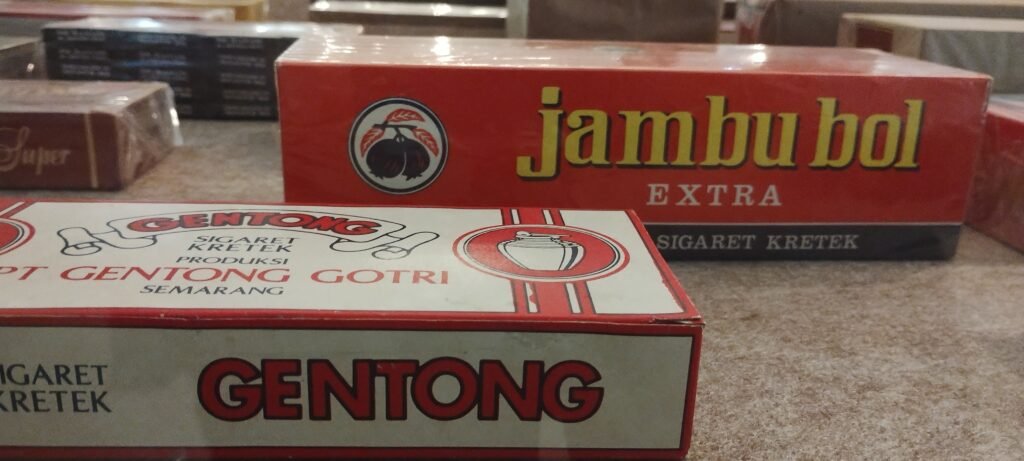 Super
jambu bol
EXTRA
SIGARET KRETEK
GENTONG
SIGARET
KRETEK
PRODUKSI
PT GENTONG GOTRI
SEMARANG
SIGARET
KRETEK
GENTONG